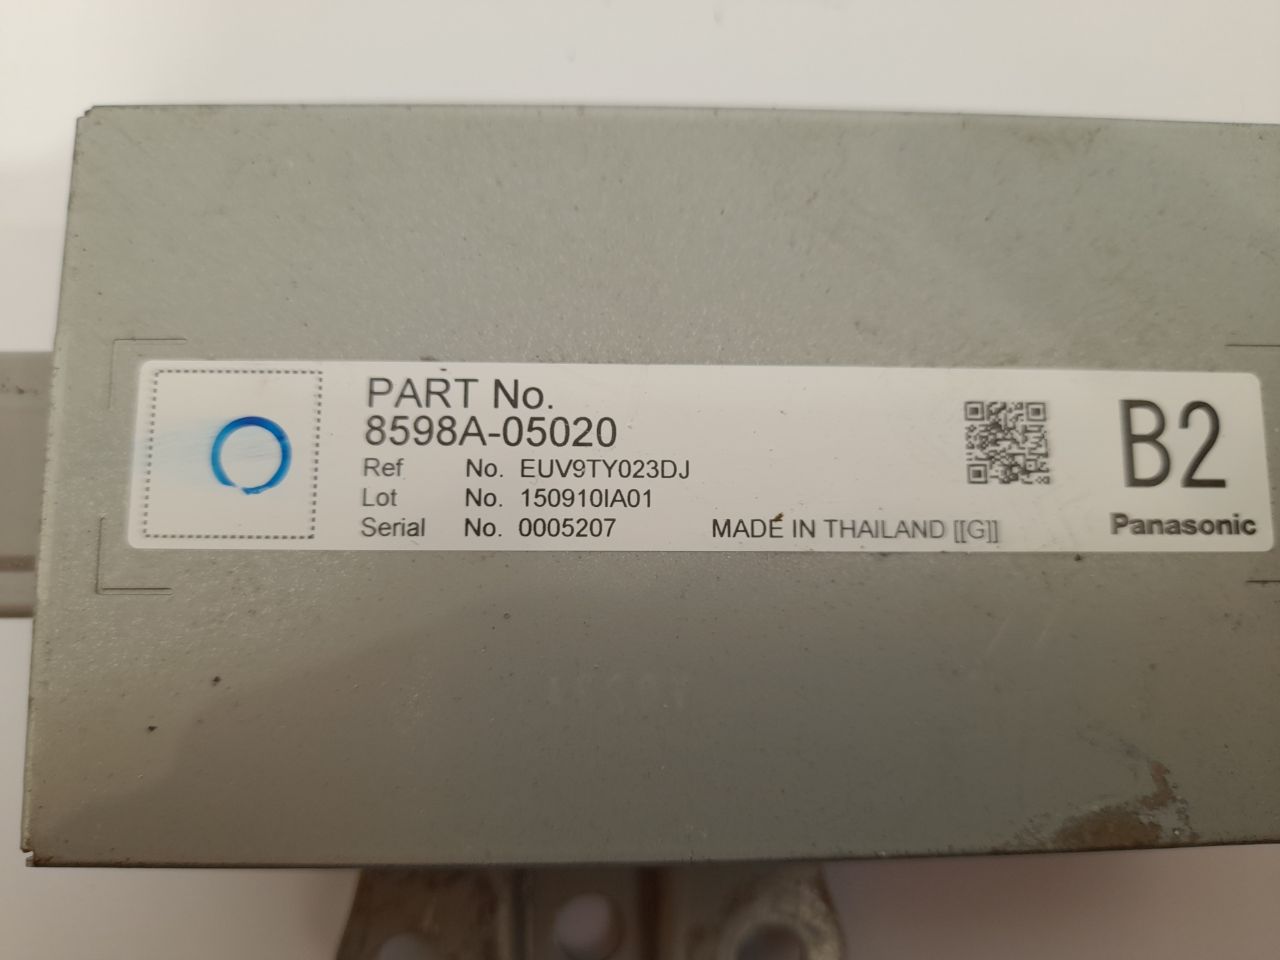 PART No.
8598A-05020
Ref No. EUV9TY023DJ
Lot No. 150910IA01
Serial No. 0005207
MADE IN THAILAND [[G]]
B2
Panasonic